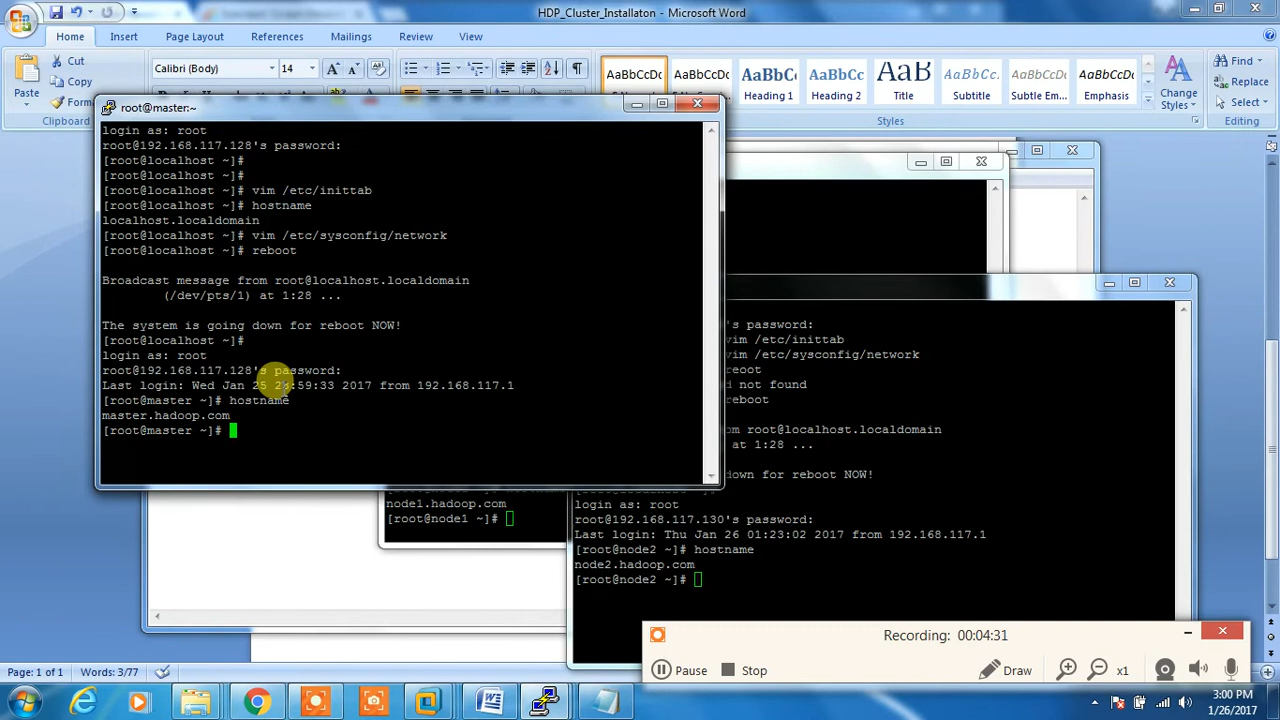 HDP_Cluster_Installaton - Microsoft Word
Home Insert Page Layout References Mailings Review View
Cut
Copy
Paste
Clipboard
Calibri (Body) 14
AaBbCcDc AaBbCcDc AaBbC AaBbCc AaB AaBbCc. AaBbCcDc AaBbCcDc
Heading 1 Heading 2 Title Subtitle Subtle Em... Emphasis
Styles
Change Styles
Find
Replace
Select
Editing
root@master:~
login as: root
root@192.168.117.128's password:
[root@localhost ~]#
[root@localhost ~]#
[root@localhost ~]# vim /etc/inittab
[root@localhost ~]# hostname
localhost.localdomain
[root@localhost ~]# vim /etc/sysconfig/network
[root@localhost ~]# reboot
Broadcast message from root@localhost.localdomain
(/dev/pts/1) at 1:28 ...
The system is going down for reboot NOW!
[root@localhost ~]#
login as: root
root@192.168.117.128's password:
Last login: Wed Jan 25 :59:33 2017 from 192.168.117.1
[root@master ~]# hostname
master.hadoop.com
[root@master ~]#
node1.hadoop.com
[root@node1 ~]#
's password:
vim /etc/inittab
vim /etc/sysconfig/network
reboot
not found
reboot
root@localhost.localdomain
at 1:28 ...
down for reboot NOW!
login as: root
root@192.168.117.130's password:
Last login: Thu Jan 26 01:23:02 2017 from 192.168.117.1
[root@node2 ~]# hostname
node2.hadoop.com
[root@node2 ~]#
Recording: 00:04:31
Pause Stop Draw x1
Page: 1 of 1 Words: 3/77
3:00 PM
1/26/2017